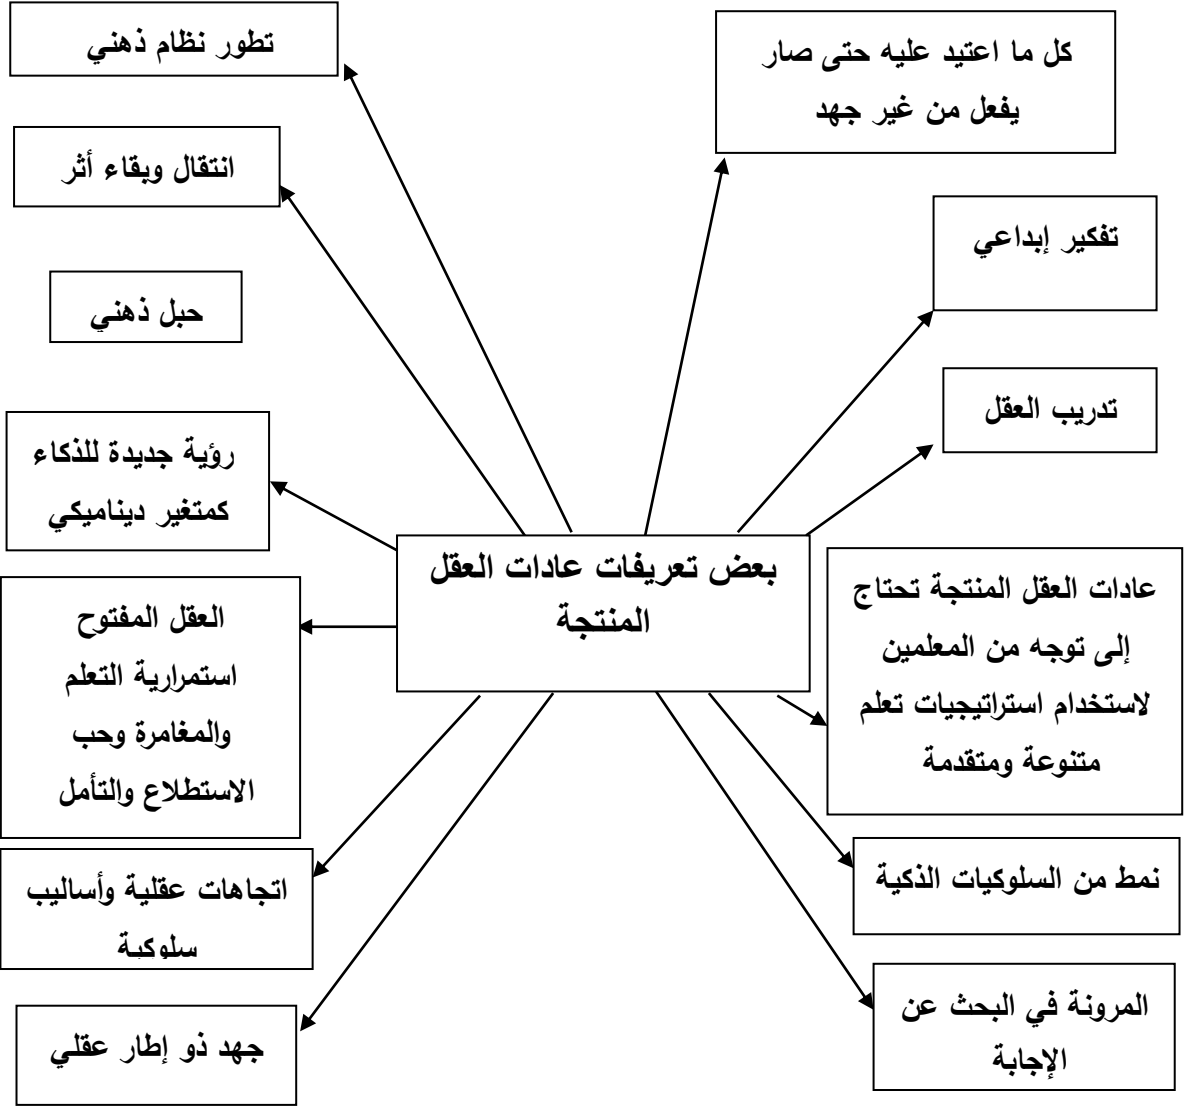 كل ما اعتيد عليه حتى صار
يفعل من غير جهد
تطور نظام ذهني
انتقال وبقاء أثر
تفكير إبداعي
حبل ذهني
تدريب العقل
رؤية جديدة للذكاء
كمتغير ديناميكي
بعض تعريفات عادات العقل
المنتجة
عادات العقل المنتجة تحتاج
إلى توجه من المعلمين
لاستخدام استراتيجيات تعلم
متنوعة ومتقدمة
العقل المفتوح
استمرارية التعلم
والمغامرة وحب
الاستطلاع والتأمل
نمط من السلوكيات الذكية
اتجاهات عقلية وأساليب
سلوكية
المرونة في البحث عن
الإجابة
جهد ذو إطار عقلي